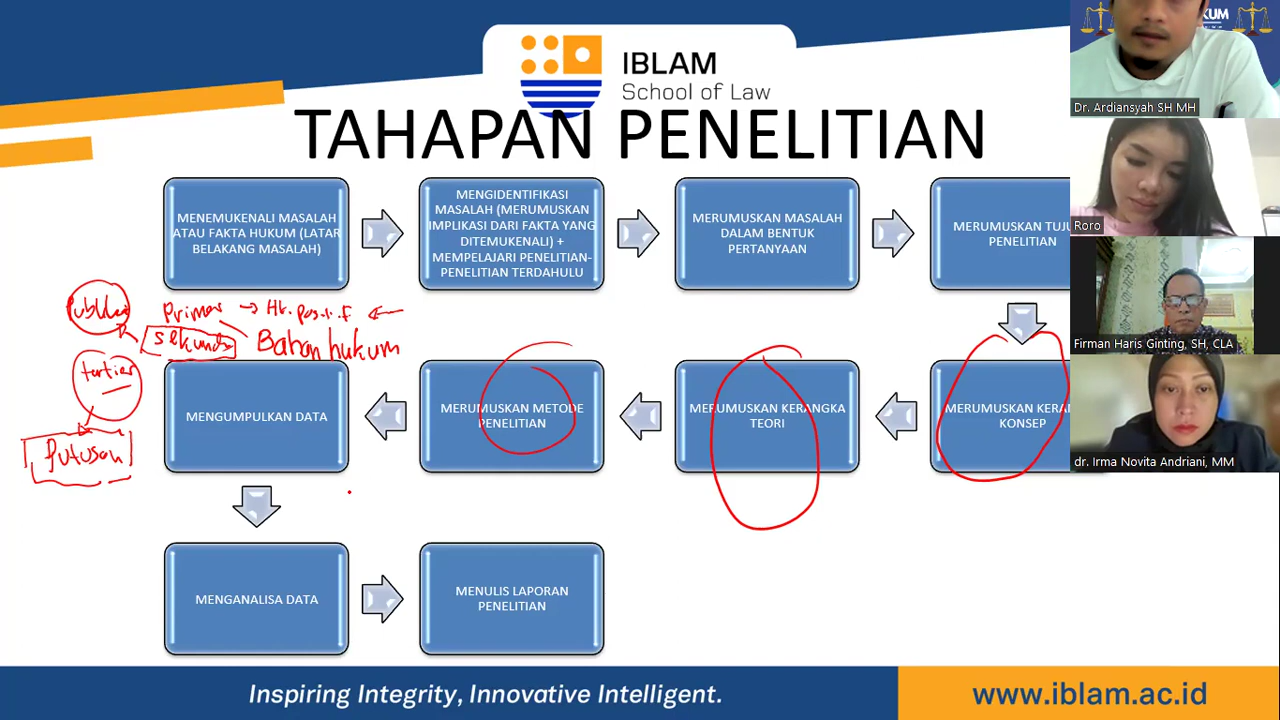 IBLAM
School of Law
TAHAPAN PENELITIAN
MENEMUKENALI MASALAH
ATAU FAKTA HUKUM (LATAR
BELAKANG MASALAH)
MENGIDENTIFIKASI
MASALAH (MERUMUSKAN
IMPLIKASI DARI FAKTA YANG
DITEMUKENALI) +
MEMPELAJARI PENELITIAN-
PENELITIAN TERDAHULU
MERUMUSKAN MASALAH
DALAM BENTUK
PERTANYAAN
MERUMUSKAN TUJU
PENELITIAN
Primer → Hk. positif ←
Bahan hukum
tertier
Putusan
MERUMUSKAN KERAN
KONSEP
MERUMUSKAN KERANGKA
TEORI
MERUMUSKAN METODE
PENELITIAN
MENGUMPULKAN DATA
MENGANALISA DATA
MENULIS LAPORAN
PENELITIAN
Inspiring Integrity, Innovative Intelligent.
www.iblam.ac.id
KUM
Dr. Ardiansyah SH MH
Roro
Firman Haris Ginting, SH, CLA
dr. Irma Novita Andriani, MM